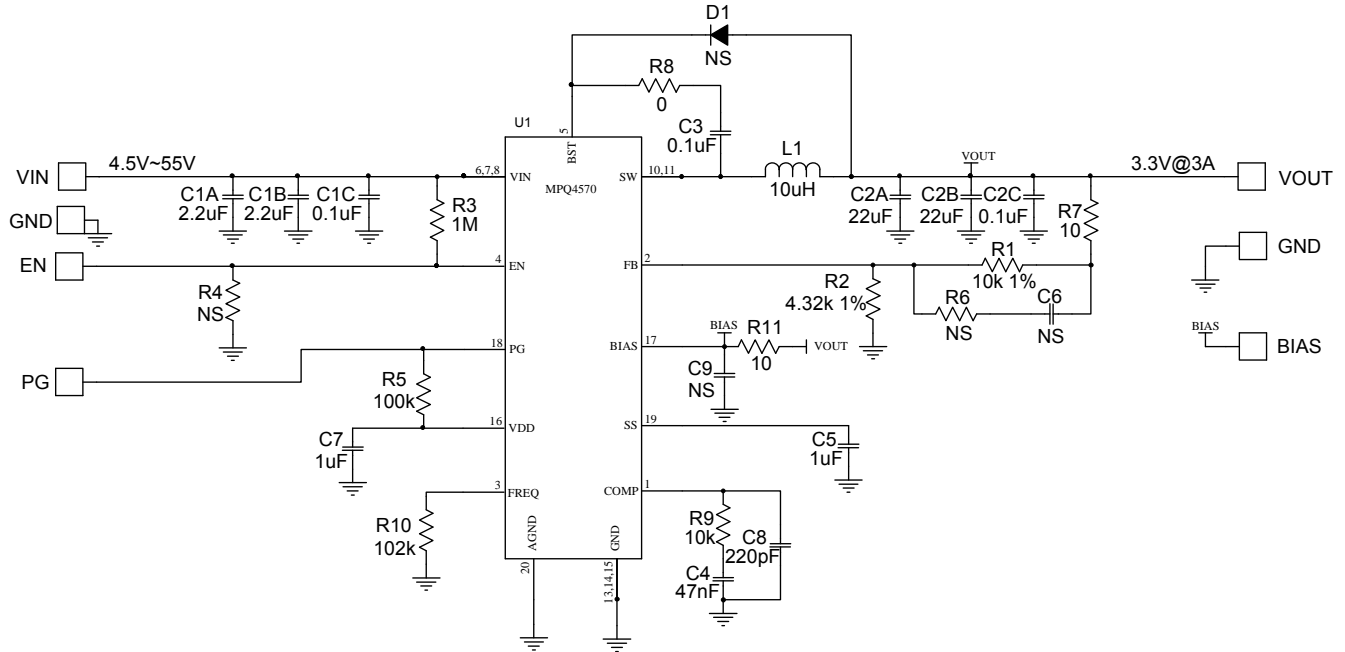 D1
NS
R8
0
U1
5
BST
C3
0.1uF
L1
10uH
VIN
4.5V~55V
6,7,8
VIN
MPQ4570
SW
10,11
VOUT
3.3V@3A
VOUT
C1A
2.2uF
C1B
2.2uF
C1C
0.1uF
R3
1M
C2A
22uF
C2B
22uF
C2C
0.1uF
R7
10
GND
GND
EN
4
EN
FB
2
R1
10k 1%
R4
NS
R2
4.32k 1%
R6
NS
C6
NS
18
PG
BIAS
17
BIAS
R11
10
VOUT
BIAS
BIAS
PG
R5
100k
C9
NS
C7
1uF
16
VDD
SS
19
C5
1uF
3
FREQ
COMP
1
R10
102k
R9
10k
C8
220pF
C4
47nF
AGND
GND
20
13,14,15